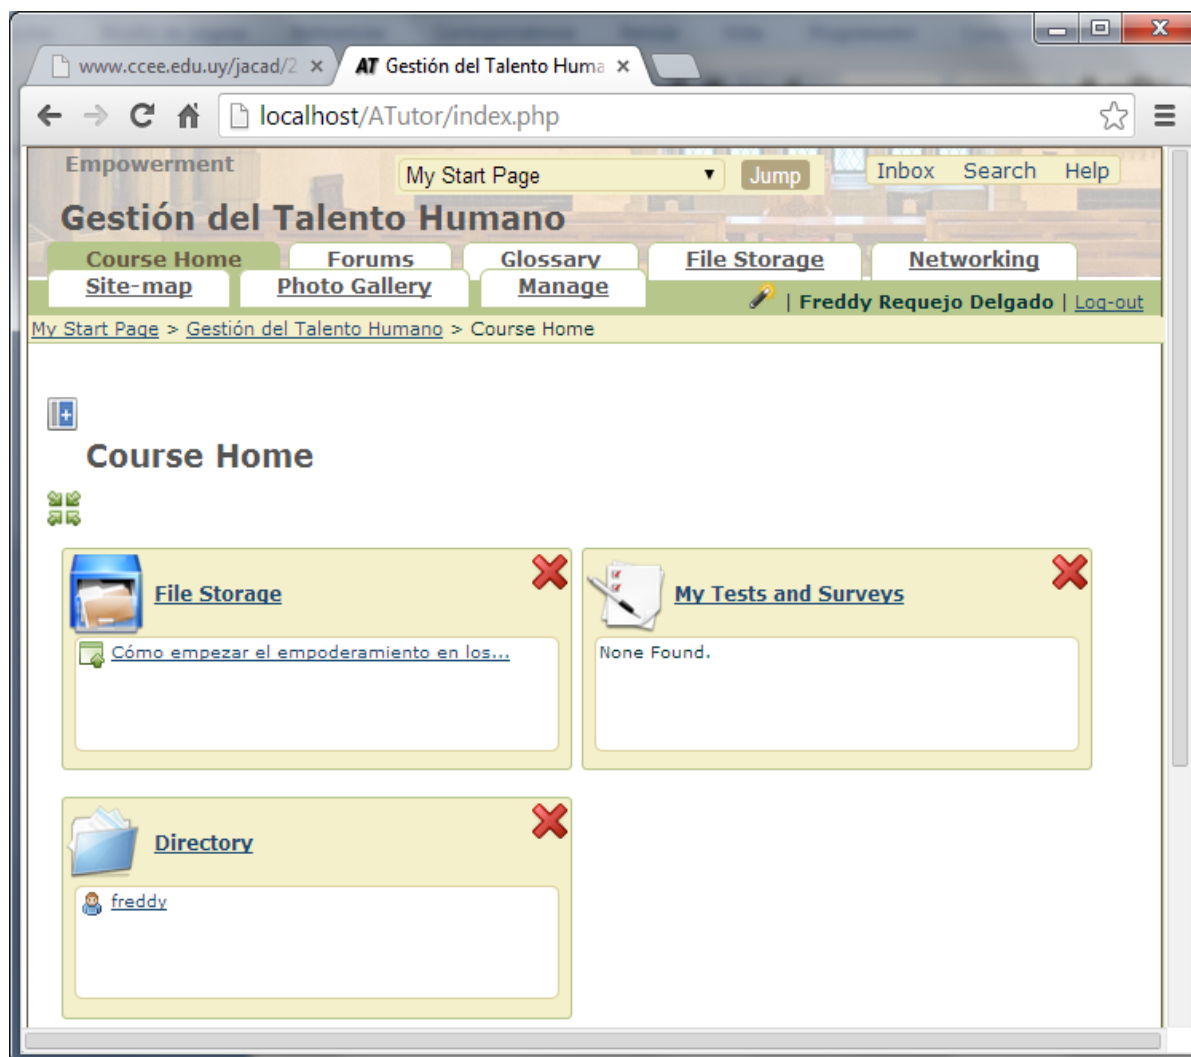 www.ccee.edu.uy/jacad/2
AT Gestión del Talento Huma
localhost/ATutor/index.php
Empowerment
My Start Page
Jump
Inbox Search Help
Gestión del Talento Humano
Course Home Forums Glossary File Storage Networking
Site-map Photo Gallery Manage
| Freddy Requejo Delgado | Log-out
My Start Page > Gestión del Talento Humano > Course Home
Course Home
File Storage
My Tests and Surveys
Cómo empezar el empoderamiento en los...
None Found.
Directory
freddy